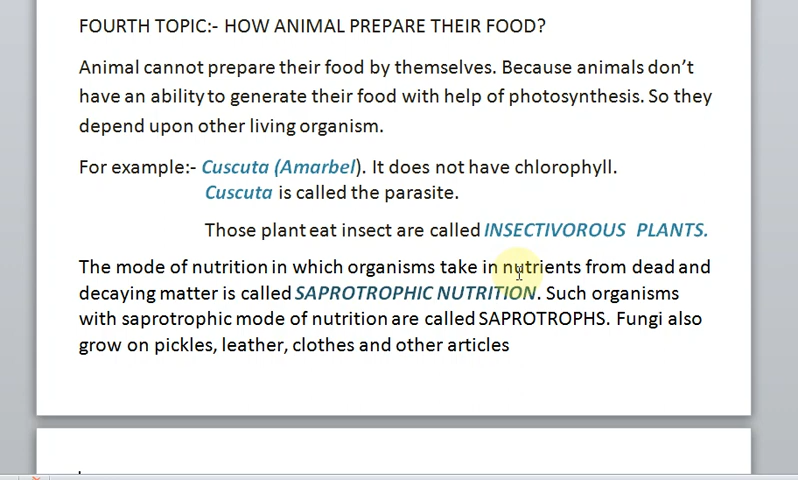 FOURTH TOPIC:- HOW ANIMAL PREPARE THEIR FOOD?
Animal cannot prepare their food by themselves. Because animals don't
have an ability to generate their food with help of photosynthesis. So they
depend upon other living organism.
For example:- Cuscuta (Amarbel). It does not have chlorophyll.
Cuscuta is called the parasite.
Those plant eat insect are called INSECTIVOROUS PLANTS.
The mode of nutrition in which organisms take in nutrients from dead and
decaying matter is called SAPROTROPHIC NUTRITION. Such organisms
with saprotrophic mode of nutrition are called SAPROTROPHS. Fungi also
grow on pickles, leather, clothes and other articles